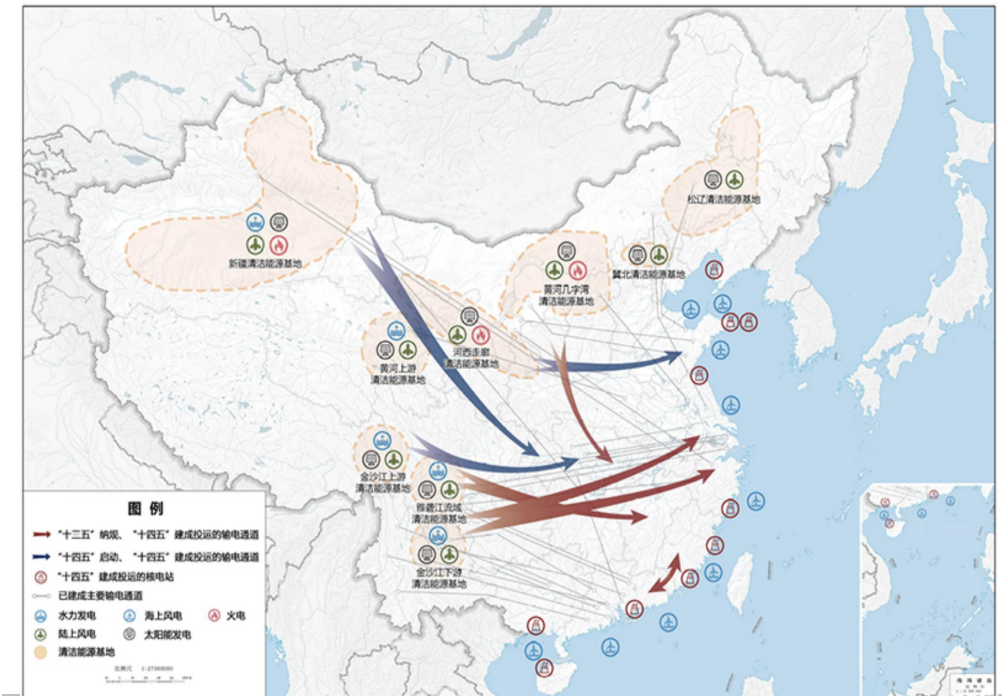 松辽清洁能源基地
新疆清洁能源基地
冀北清洁能源基地
黄河几字湾
清洁能源基地
河西走廊
清洁能源基地
黄河上游
清洁能源基地
金沙江上游
清洁能源基地
雅砻江流域
清洁能源基地
金沙江下游
清洁能源基地
图 例
“十三五”纳规、“十四五”建成投运的输电通道
“十四五”启动、“十四五”建成投运的输电通道
“十四五”建成投运的核电站
已建成主要输电通道
水力发电 海上风电 火电
陆上风电 太阳能发电
清洁能源基地
比例尺
南海诸岛